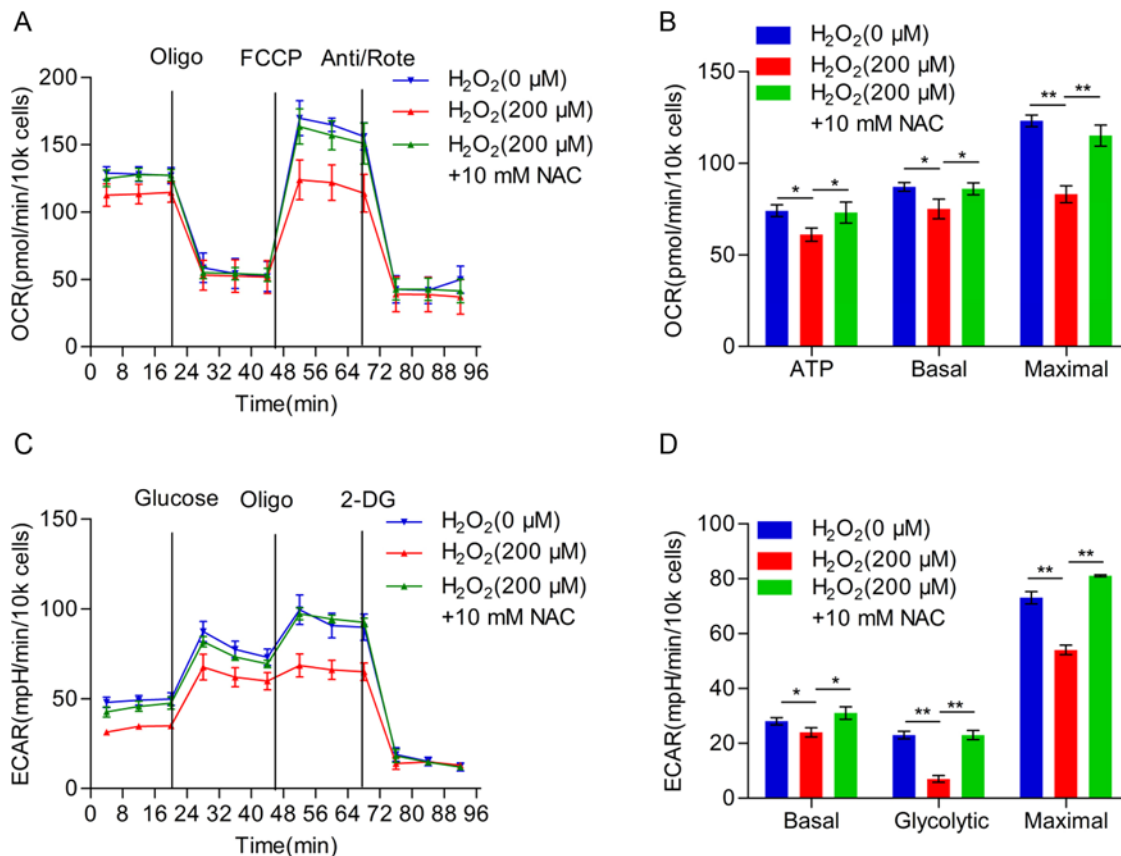 A
Oligo FCCP Anti/Rote
OCR(pmol/min/10k cells)
200
150
100
50
0
0 8 16 24 32 40 48 56 64 72 80 88 96
Time(min)
H₂O₂(0 µM)
H₂O₂(200 µM)
H₂O₂(200 µM)
+10 mM NAC
B
OCR(pmol/min/10k cells)
150
100
50
0
H₂O₂(0 µM)
H₂O₂(200 µM)
H₂O₂(200 µM)
+10 mM NAC
* * * * ** **
ATP Basal Maximal
C
Glucose Oligo 2-DG
ECAR(mpH/min/10k cells)
150
100
50
0
0 8 16 24 32 40 48 56 64 72 80 88 96
Time(min)
H₂O₂(0 µM)
H₂O₂(200 µM)
H₂O₂(200 µM)
+10 mM NAC
D
ECAR(mpH/min/10k cells)
100
80
60
40
20
0
H₂O₂(0 µM)
H₂O₂(200 µM)
H₂O₂(200 µM)
+10 mM NAC
* * ** ** ** **
Basal Glycolytic Maximal